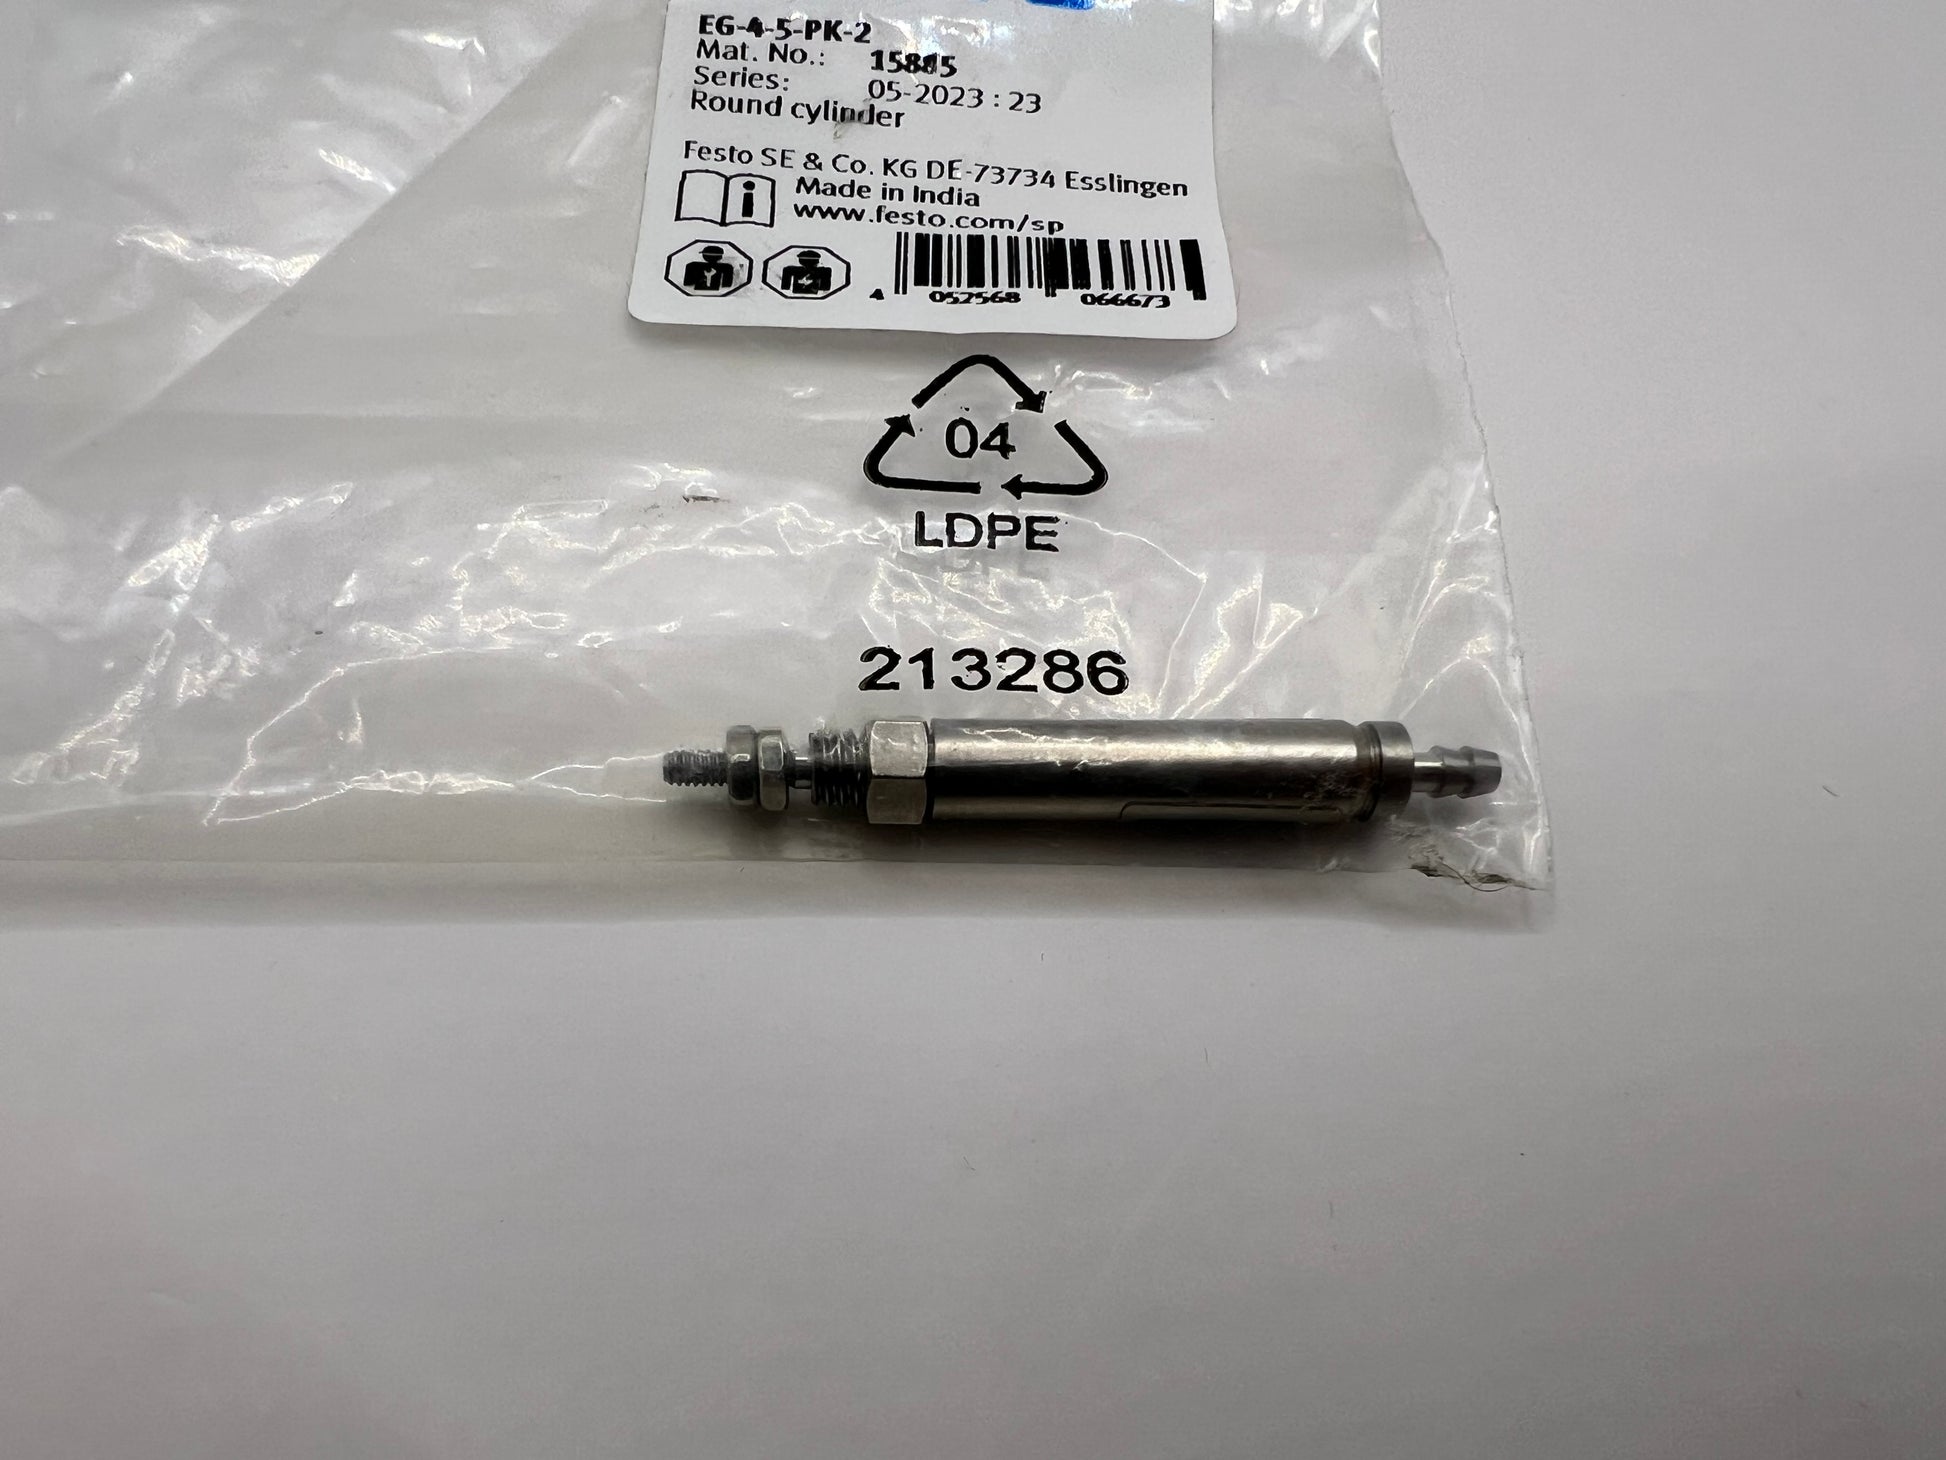 EG-4-5-PK-2
Mat. No.:
Series: 05-2023 : 23
Round cylinder
Festo SE & Co. KG DE-73734 Esslingen
Made in India
www.festo.com/sp
4 052568 066673
04
LDPE
213286